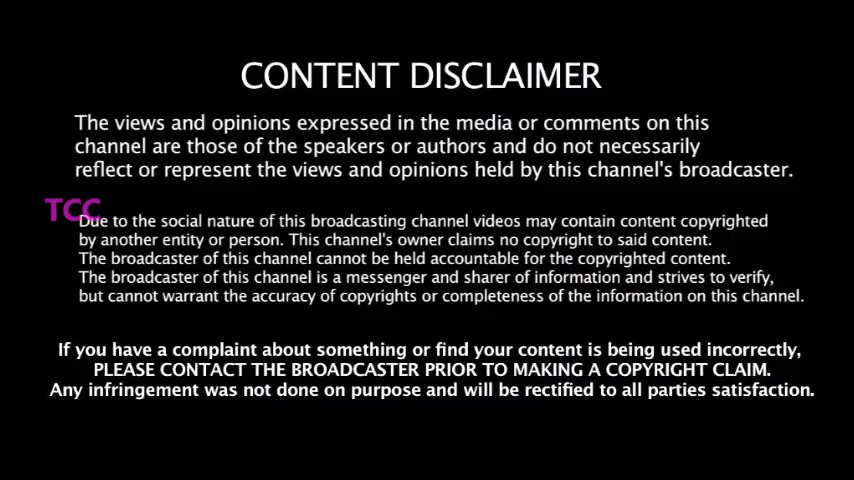 CONTENT DISCLAIMER
The views and opinions expressed in the media or comments on this
channel are those of the speakers or authors and do not necessarily
reflect or represent the views and opinions held by this channel's broadcaster.
TCC
Due to the social nature of this broadcasting channel videos may contain content copyrighted
by another entity or person. This channel's owner claims no copyright to said content.
The broadcaster of this channel cannot be held accountable for the copyrighted content.
The broadcaster of this channel is a messenger and sharer of information and strives to verify,
but cannot warrant the accuracy of copyrights or completeness of the information on this channel.
If you have a complaint about something or find your content is being used incorrectly,
PLEASE CONTACT THE BROADCASTER PRIOR TO MAKING A COPYRIGHT CLAIM.
Any infringement was not done on purpose and will be rectified to all parties satisfaction.